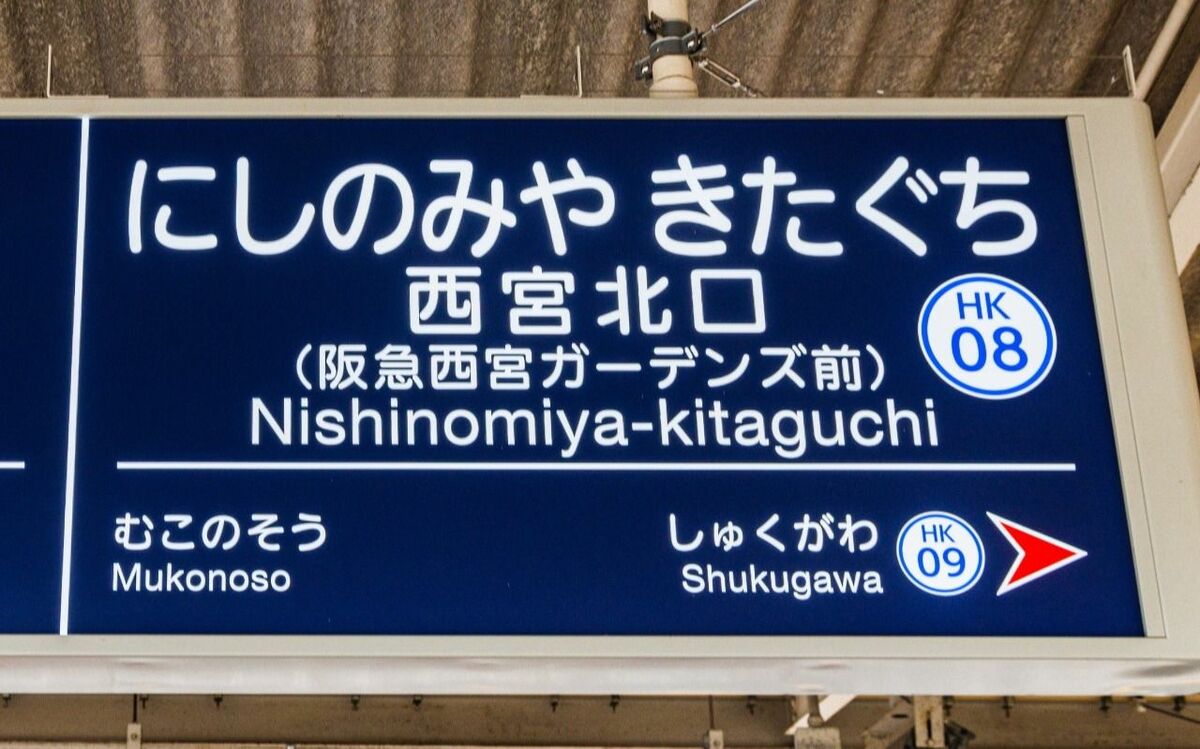 にしのみや きたぐち
西宮北口
（阪急西宮ガーデンズ前）
HK
08
Nishinomiya-kitaguchi
むこのそう
Mukonoso
しゅくがわ
Shukugawa
HK
09